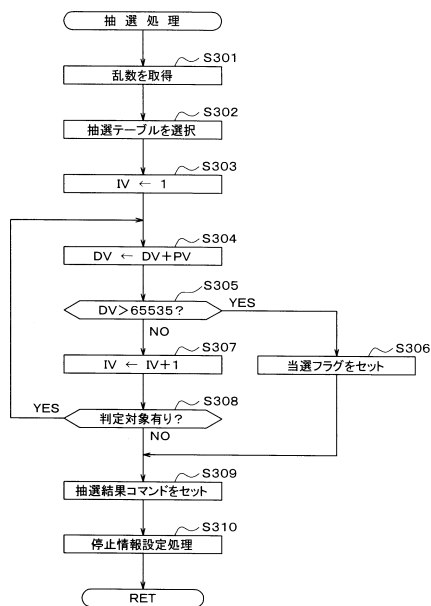 抽 選 処 理
S301
乱数を取得
S302
抽選テーブルを選択
S303
IV ← 1
S304
DV ← DV+PV
S305
DV>65535?
YES
NO
S307
IV ← IV+1
S306
当選フラグをセット
S308
YES
判定対象有り?
NO
S309
抽選結果コマンドをセット
S310
停止情報設定処理
RET